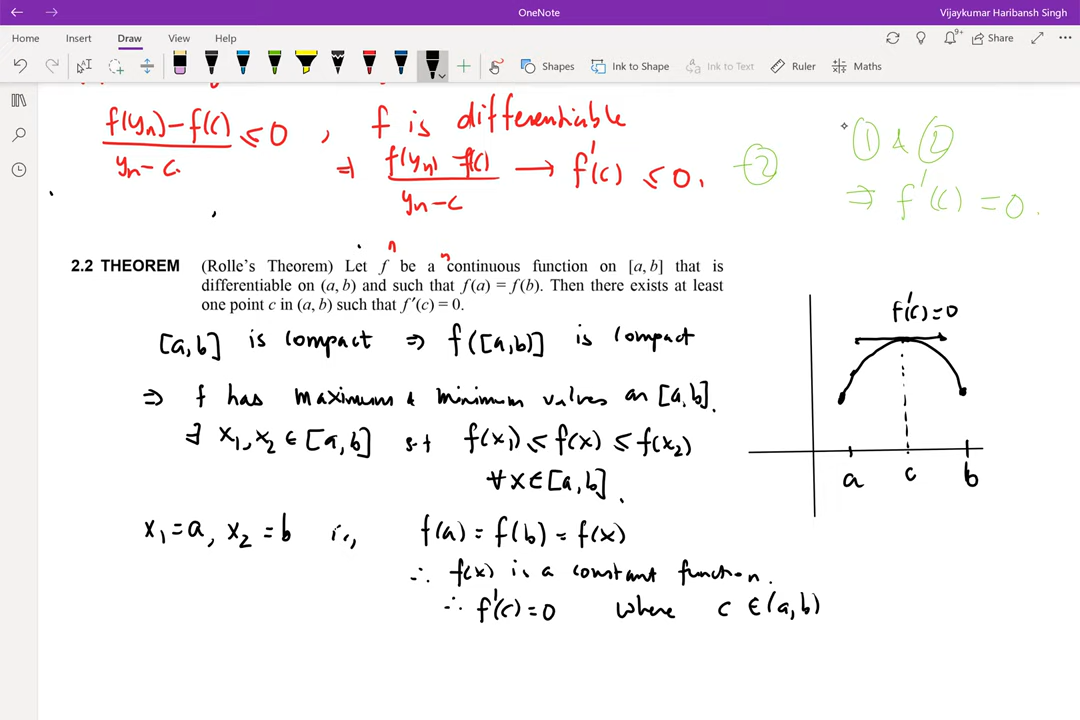 OneNote
Vijaykumar Haribansh Singh
Home Insert Draw View Help
Share
Shapes Ink to Shape Ink to Text Ruler Maths
f(yn)-f(c) ≤ 0 , f is differentiable
yn-c
⇒ f(yn)-f(c) → f'(c) ≤ 0. -②
yn-c
① & ②
⇒ f'(c) = 0.
2.2 THEOREM (Rolle's Theorem) Let f be a continuous function on [a, b] that is
differentiable on (a, b) and such that f(a) = f(b). Then there exists at least
one point c in (a, b) such that f′(c) = 0.
[a,b] is compact ⇒ f([a,b)] is compact
⇒ f has maximum & minimum values on [a,b].
∃ x1, x2 ∈ [a,b] s.t f(x1) ≤ f(x) ≤ f(x2)
∀x∈[a,b].
x1=a, x2=b i, f(a) = f(b) = f(x)
∴ f(x) is a constant function.
∴ f'(c)=0 where c ∈(a,b)
f'(c)=0
a c b